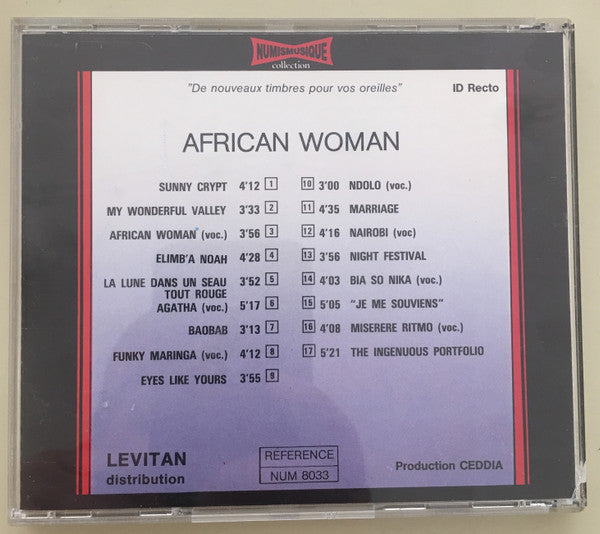 NUMISMUSIQUE
collection
"De nouveaux timbres pour vos oreilles"
ID Recto
AFRICAN WOMAN
SUNNY CRYPT 4'12 1
MY WONDERFUL VALLEY 3'33 2
AFRICAN WOMAN (voc.) 3'56 3
ELIMB'A NOAH 4'28 4
LA LUNE DANS UN SEAU 3'52 5
TOUT ROUGE
AGATHA (voc.) 5'17 6
BAOBAB 3'13 7
FUNKY MARINGA (voc.) 4'12 8
EYES LIKE YOURS 3'55 9
10 3'00 NDOLO (voc.)
11 4'35 MARRIAGE
12 4'16 NAIROBI (voc)
13 3'56 NIGHT FESTIVAL
14 4'03 BIA SO NIKA (voc.)
15 5'05 "JE ME SOUVIENS"
16 4'08 MISERERE RITMO (voc.)
17 5'21 THE INGENUOUS PORTFOLIO
LEVITAN
distribution
REFERENCE
NUM 8033
Production CEDDIA